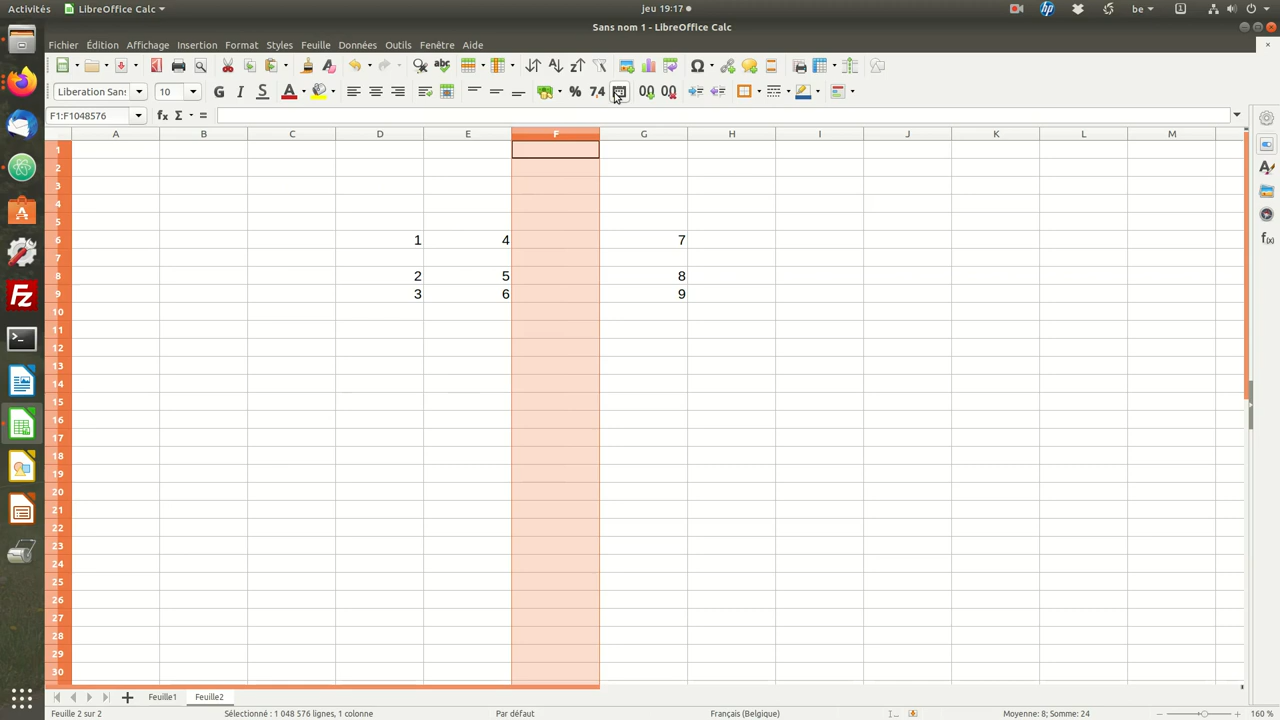 Activités LibreOffice Calc jeu 19:17 be
Sans nom 1 - LibreOffice Calc
Fichier Édition Affichage Insertion Format Styles Feuille Données Outils Fenêtre Aide
Liberation Sans 10 G I S % 7,4
F1:F1048576 fx Σ =
A B C D E F G H I J K L M
1
2
3
4
5
6 1 4 7
7
8 2 5 8
9 3 6 9
10
11
12
13
14
15
16
17
18
19
20
21
22
23
24
25
26
27
28
29
30
Feuille1 Feuille2
Feuille 2 sur 2 Sélectionné : 1 048 576 lignes, 1 colonne Par défaut Français (Belgique) Moyenne: 8; Somme: 24 160 %